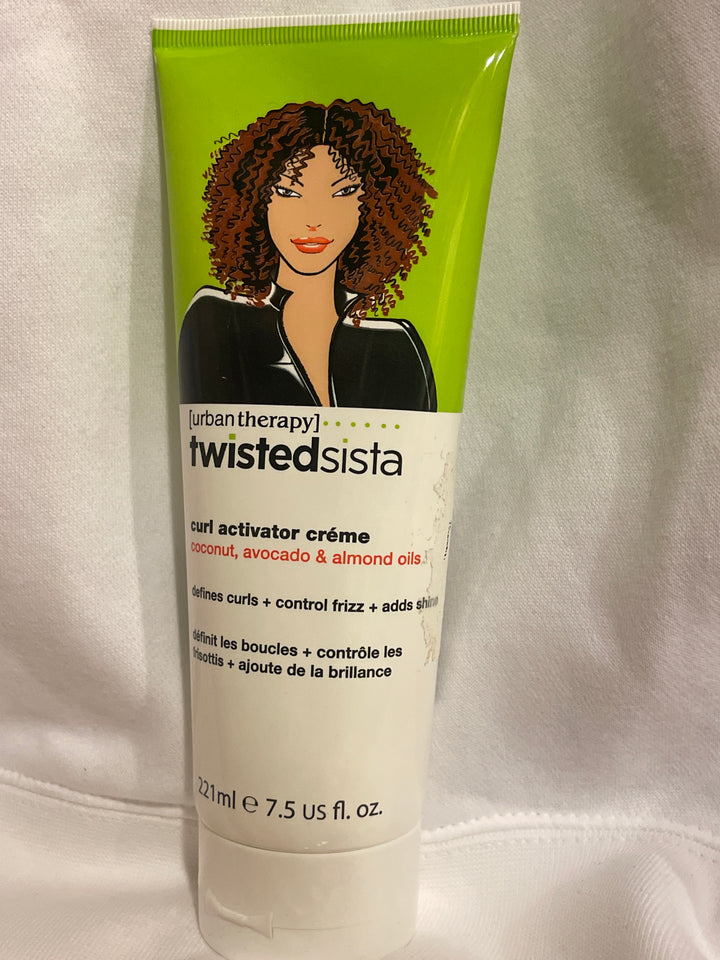 [urban therapy]
twistedsista
curl activator créme
coconut, avocado & almond oils
defines curls + control frizz + adds shine
définit les boucles + contrôle les
frisottis + ajoute de la brillance
221ml e 7.5 US fl. oz.